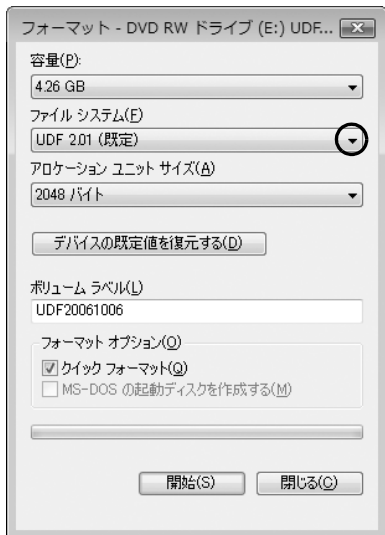 フォーマット - DVD RW ドライブ (E:) UDF...
容量(P):
4.26 GB
ファイル システム(F)
UDF 2.01 (既定)
アロケーション ユニット サイズ(A)
2048 バイト
デバイスの既定値を復元する(D)
ボリューム ラベル(L)
UDF20061006
フォーマット オプション(O)
クイック フォーマット(Q)
MS-DOS の起動ディスクを作成する(M)
開始(S)
閉じる(C)